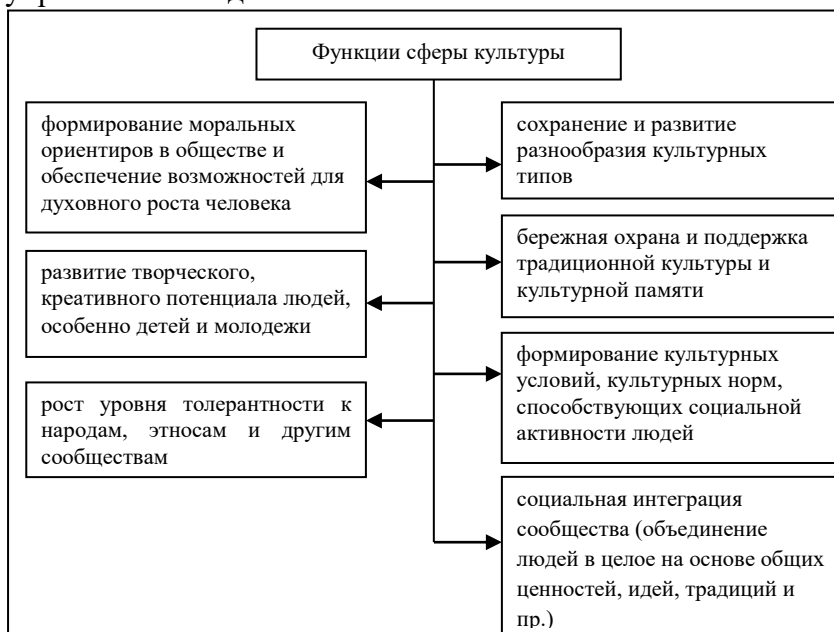 Функции сферы культуры
формирование моральных
ориентиров в обществе и
обеспечение возможностей для
духовного роста человека
развитие творческого,
креативного потенциала людей,
особенно детей и молодежи
рост уровня толерантности к
народам, этносам и другим
сообществам
сохранение и развитие
разнообразия культурных
типов
бережная охрана и поддержка
традиционной культуры и
культурной памяти
формирование культурных
условий, культурных норм,
способствующих социальной
активности людей
социальная интеграция
сообщества (объединение
людей в целое на основе общих
ценностей, идей, традиций и
пр.)